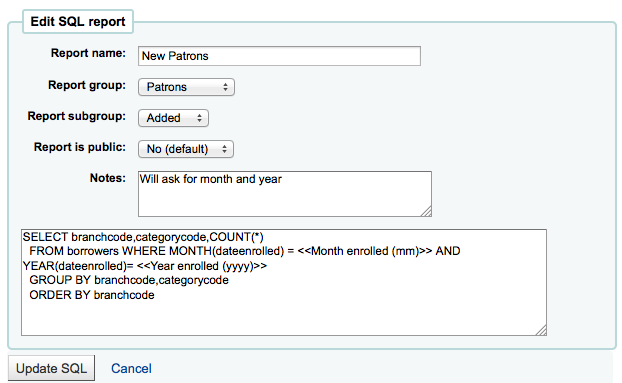 Edit SQL report
Report name: New Patrons
Report group: Patrons
Report subgroup: Added
Report is public: No (default)
Notes: Will ask for month and year
SELECT branchcode,categorycode,COUNT(*)
FROM borrowers WHERE MONTH(dateenrolled) = <<Month enrolled (mm)>> AND
YEAR(dateenrolled)= <<Year enrolled (yyyy)>>
GROUP BY branchcode,categorycode
ORDER BY branchcode
Update SQL Cancel